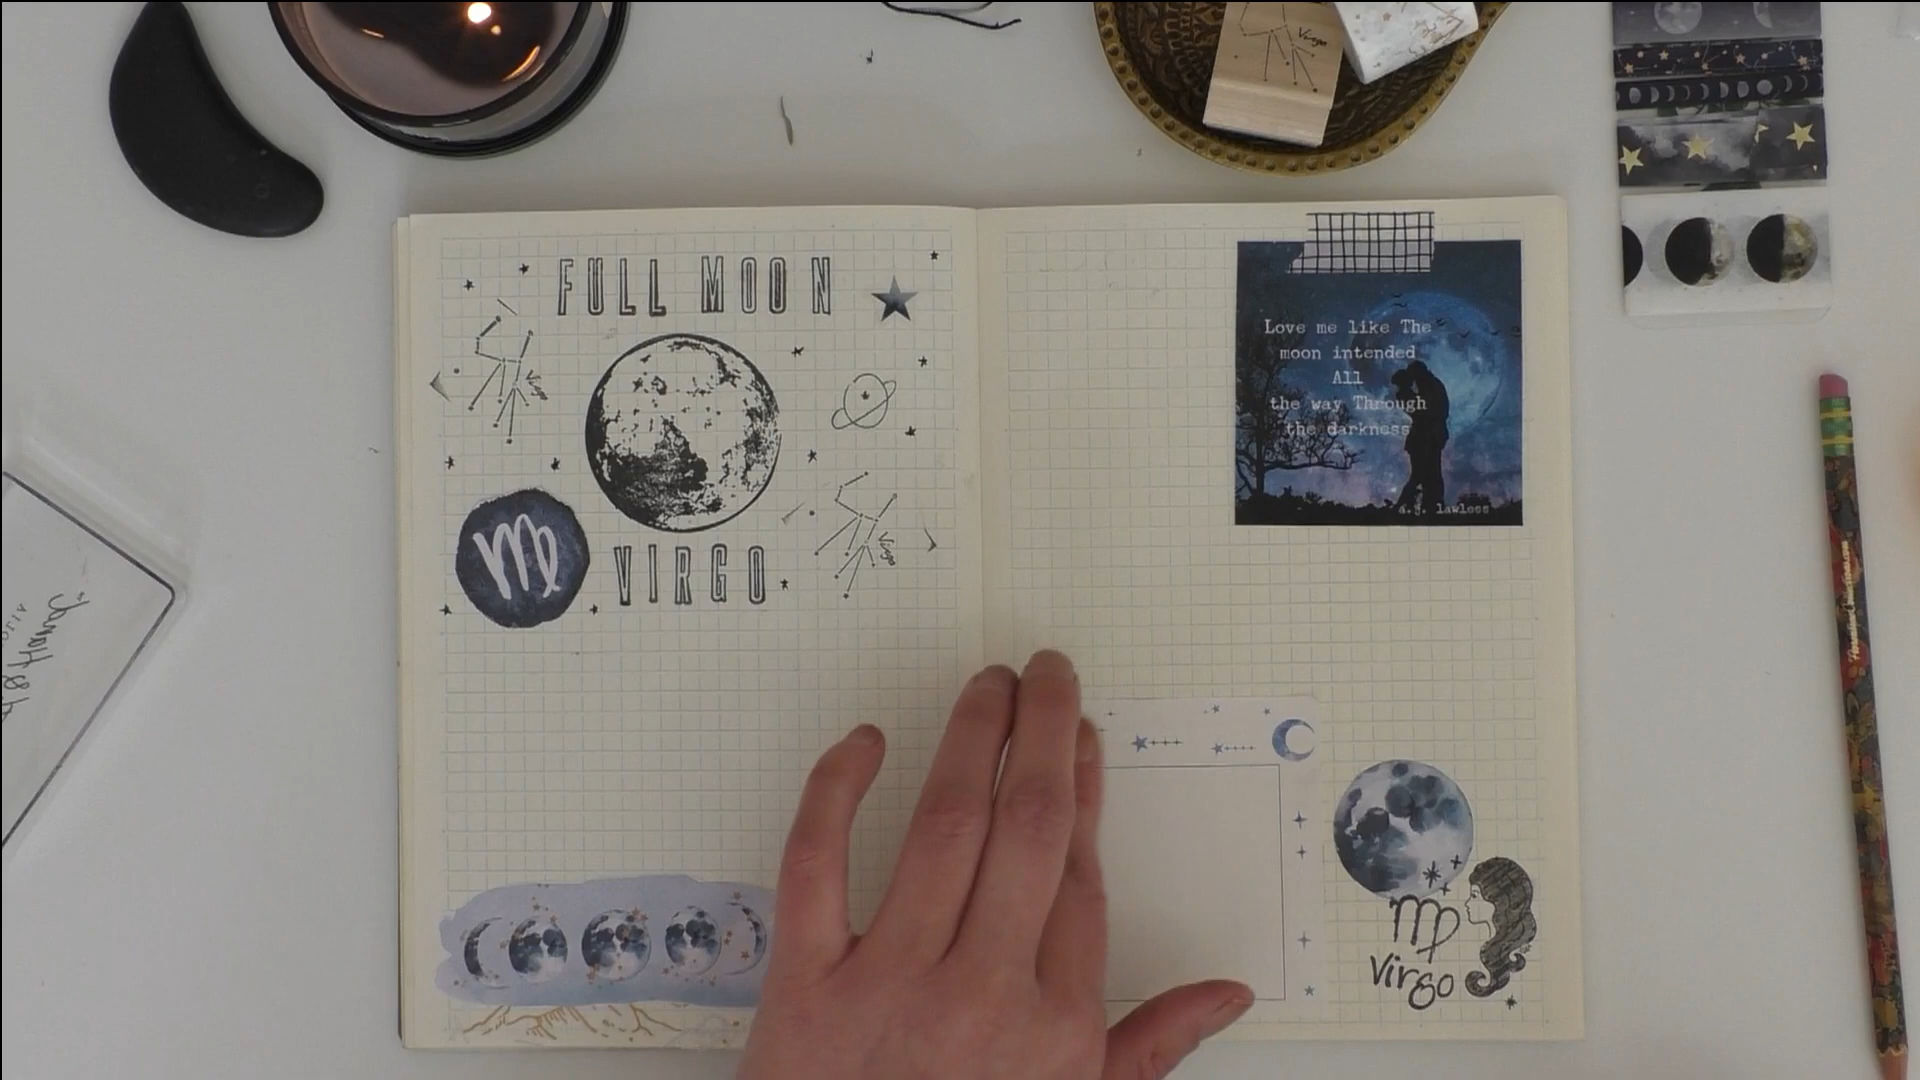 FULL MOON
Virgo
Virgo
VIRGO
Virgo
Love me like The
moon intended
All
the way Through
the darkness
a.g. lawless
virgo